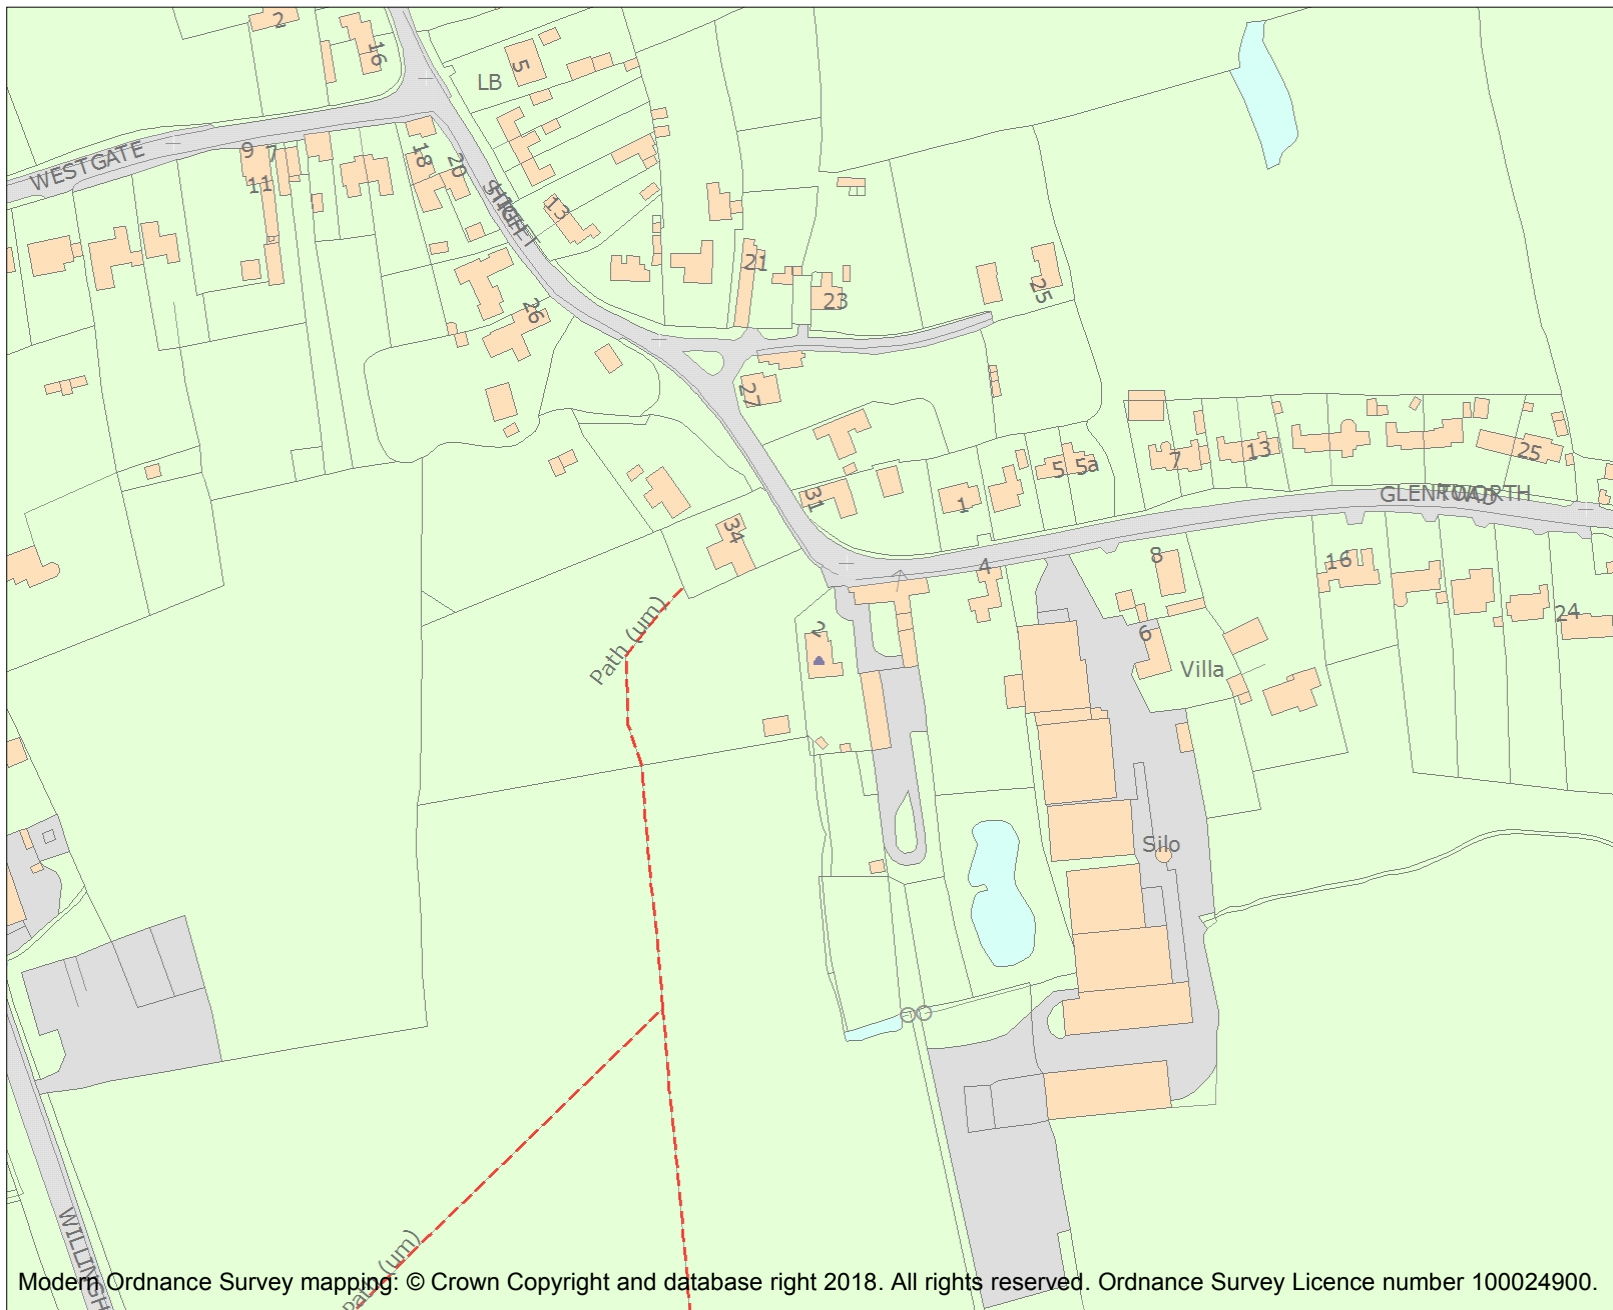 2
16
5
LB
WESTGATE
9
7
11
18
20
HIGH
STREET
13
21
23
25
26
27
7
13
25
5
5a
31
1
GLENTWORTH
ROAD
34
4
8
16
24
Path (um)
2
6
Villa
Silo
WILLINGH
Path (um)
Modern Ordnance Survey mapping: © Crown Copyright and database right 2018. All rights reserved. Ordnance Survey Licence number 100024900.